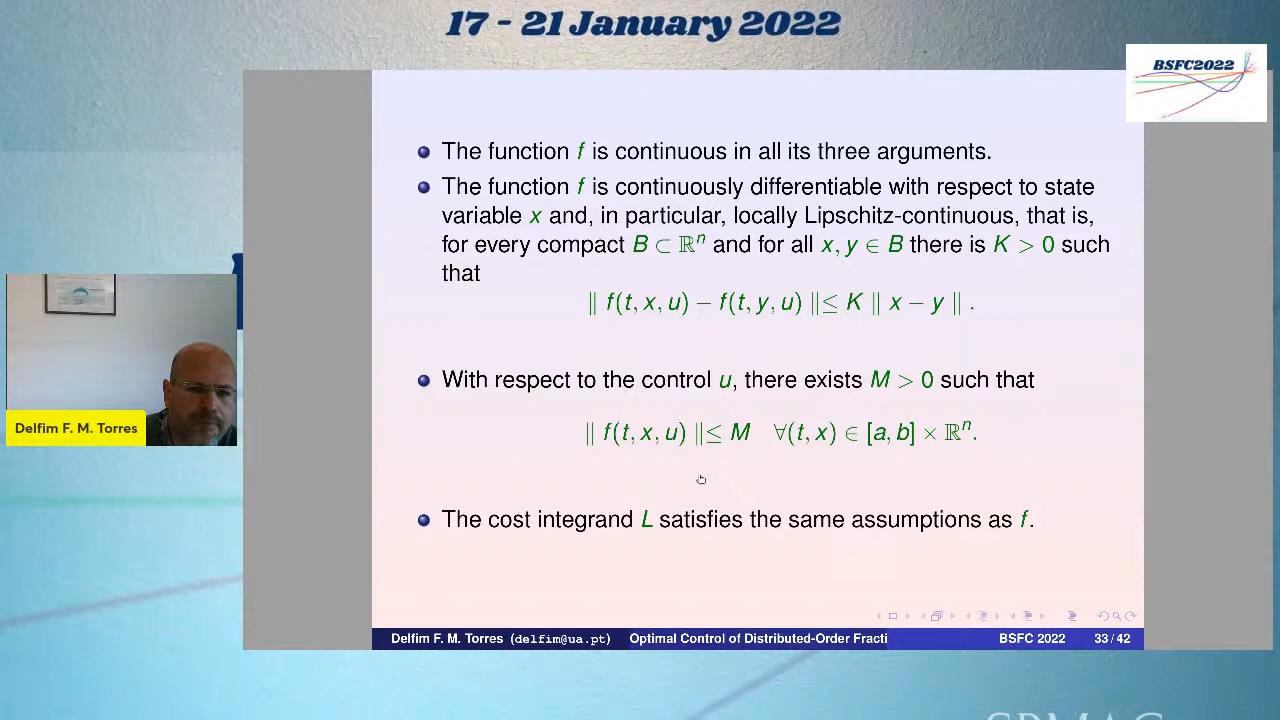 17 - 21 January 2022
BSFC2022
The function f is continuous in all its three arguments.
The function f is continuously differentiable with respect to state
variable x and, in particular, locally Lipschitz-continuous, that is,
for every compact B ⊂ ℝⁿ and for all x, y ∈ B there is K > 0 such
that
‖ f(t, x, u) − f(t, y, u) ‖≤ K ‖ x − y ‖ .
With respect to the control u, there exists M > 0 such that
‖ f(t, x, u) ‖≤ M ∀(t, x) ∈ [a, b] × ℝⁿ.
The cost integrand L satisfies the same assumptions as f.
Delfim F. M. Torres
Delfim F. M. Torres (delfim@ua.pt) Optimal Control of Distributed-Order Fracti BSFC 2022 33 / 42